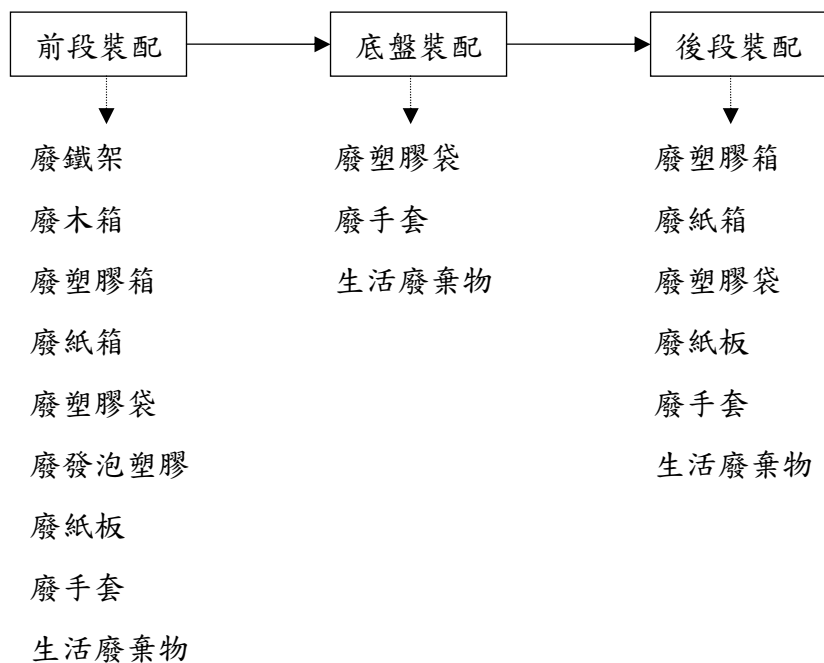 前段裝配
底盤裝配
後段裝配
廢鐵架
廢木箱
廢塑膠箱
廢紙箱
廢塑膠袋
廢發泡塑膠
廢紙板
廢手套
生活廢棄物
廢塑膠袋
廢手套
生活廢棄物
廢塑膠箱
廢紙箱
廢塑膠袋
廢紙板
廢手套
生活廢棄物